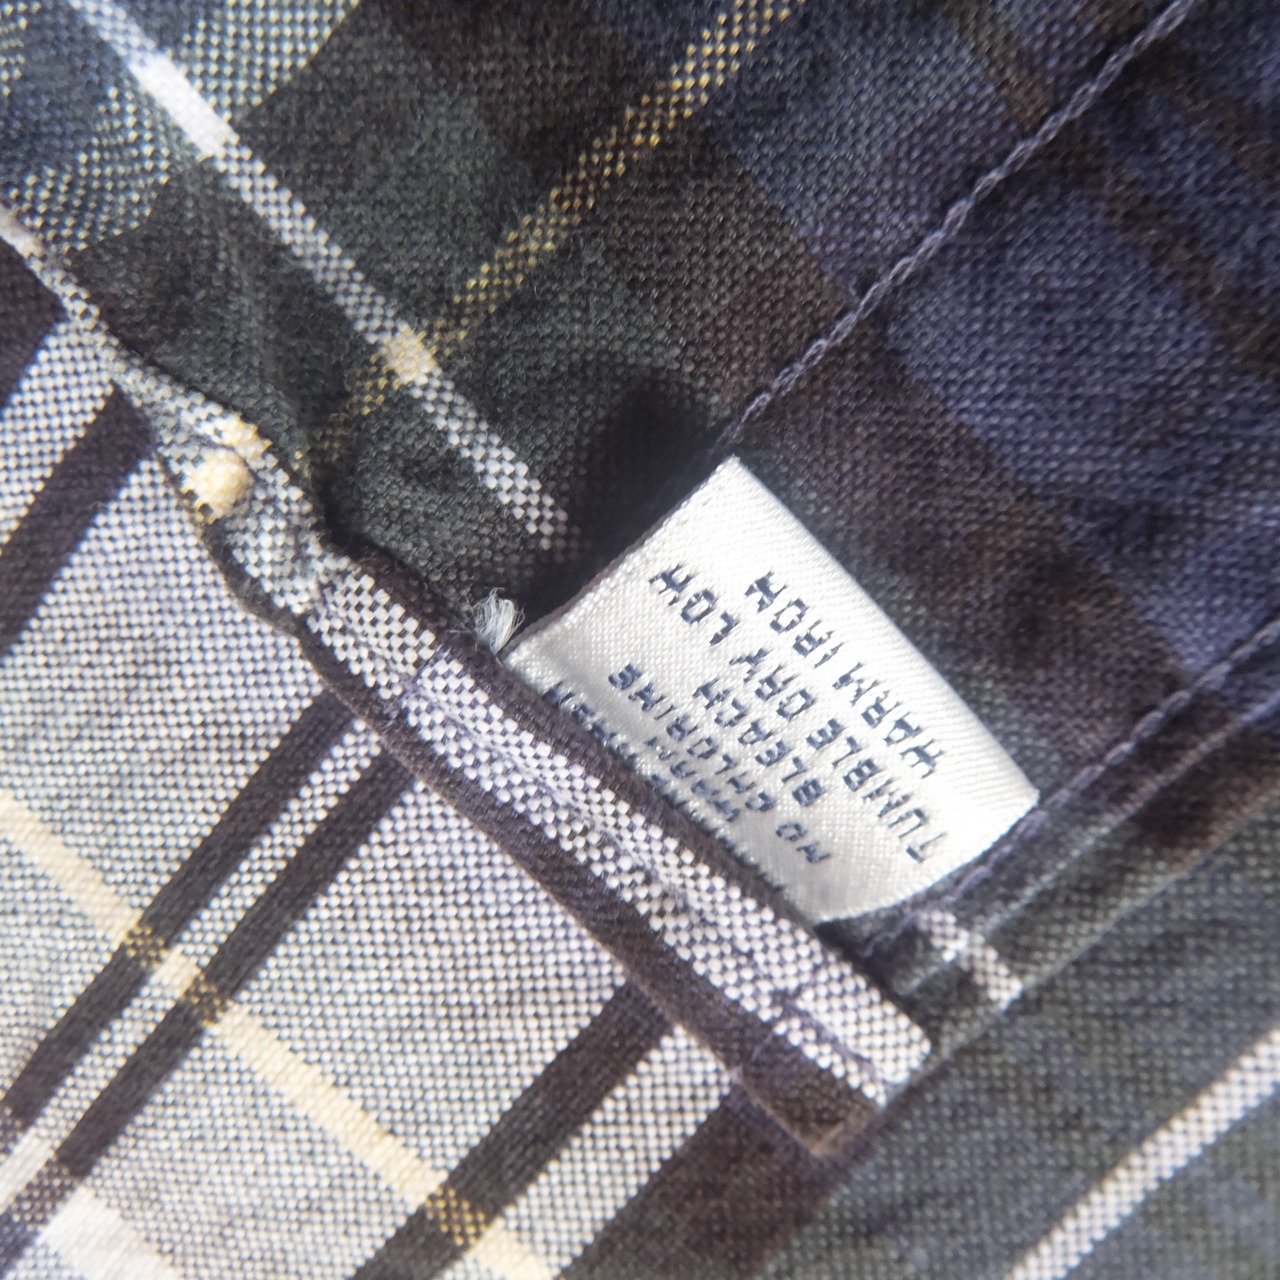 NO CHLORINE
BLEACH
TUMBLE DRY LOW
WARM IRON